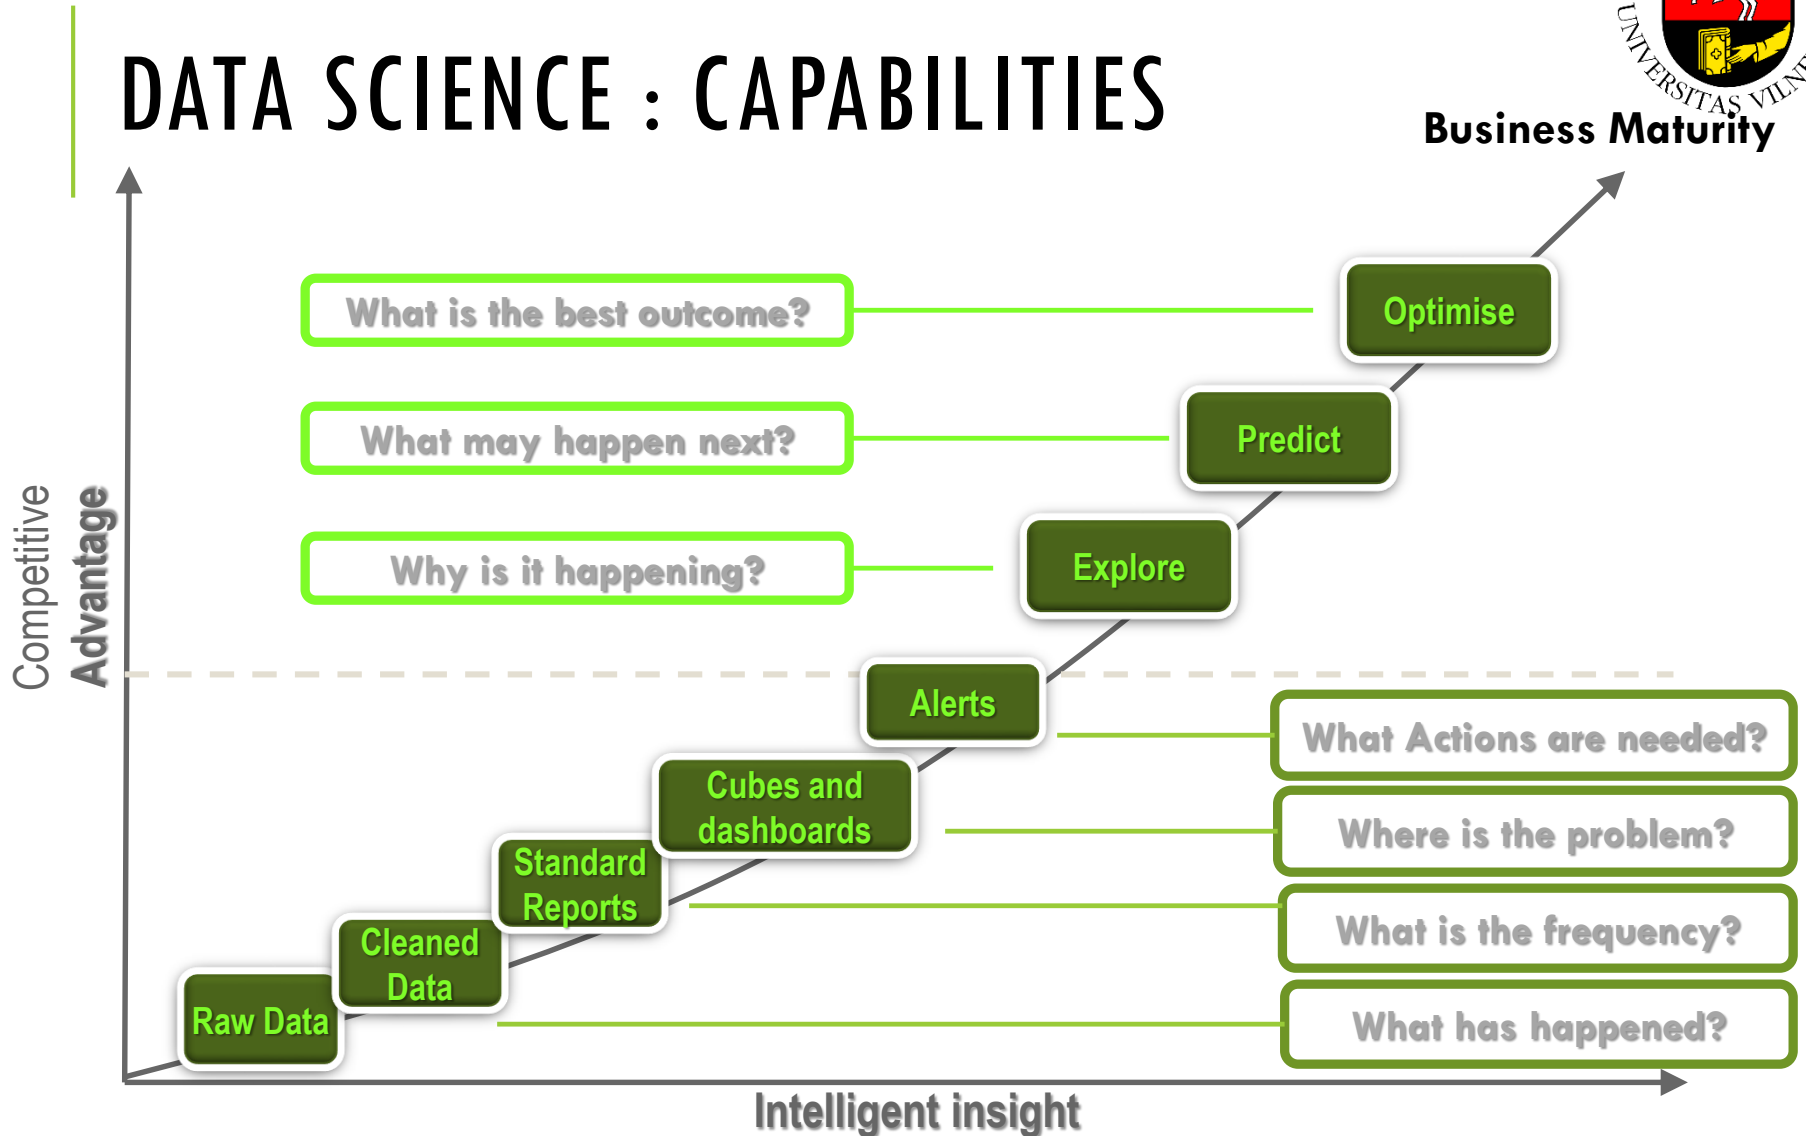 DATA SCIENCE : CAPABILITIES
UNIVERSITAS
Business Maturity
What is the best outcome?
Optimise
What may happen next?
Predict
Competitive
Advantage
Why is it happening?
Explore
Alerts
What Actions are needed?
Cubes and
dashboards
Where is the problem?
Standard
Reports
What is the frequency?
Cleaned
Data
Raw Data
What has happened?
Intelligent insight